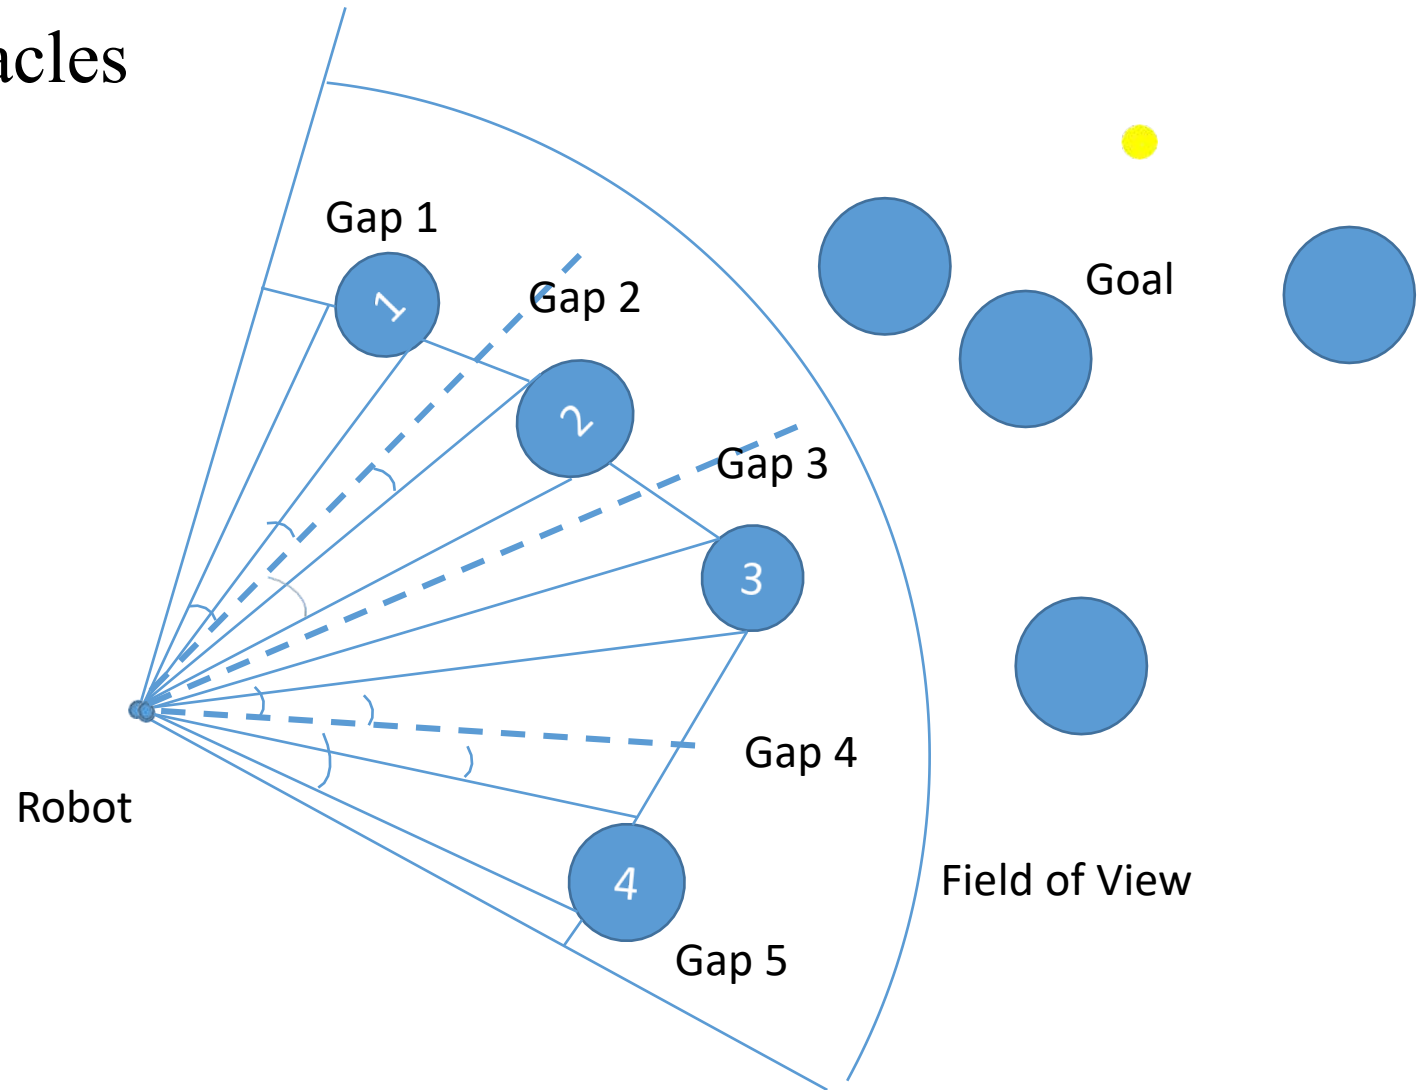 acles
Gap 1
1
Gap 2
Goal
2
Gap 3
3
Gap 4
Robot
4
Field of View
Gap 5